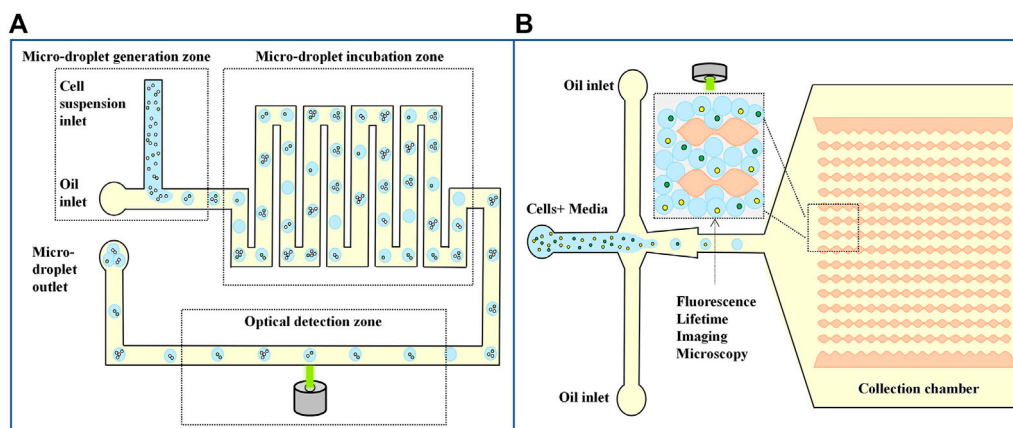 A
Micro-droplet generation zone
Micro-droplet incubation zone
Cell
suspension
inlet
Oil
inlet
Micro-
droplet
outlet
Optical detection zone
B
Oil inlet
Cells+ Media
Fluorescence
Lifetime
Imaging
Microscopy
Oil inlet
Collection chamber